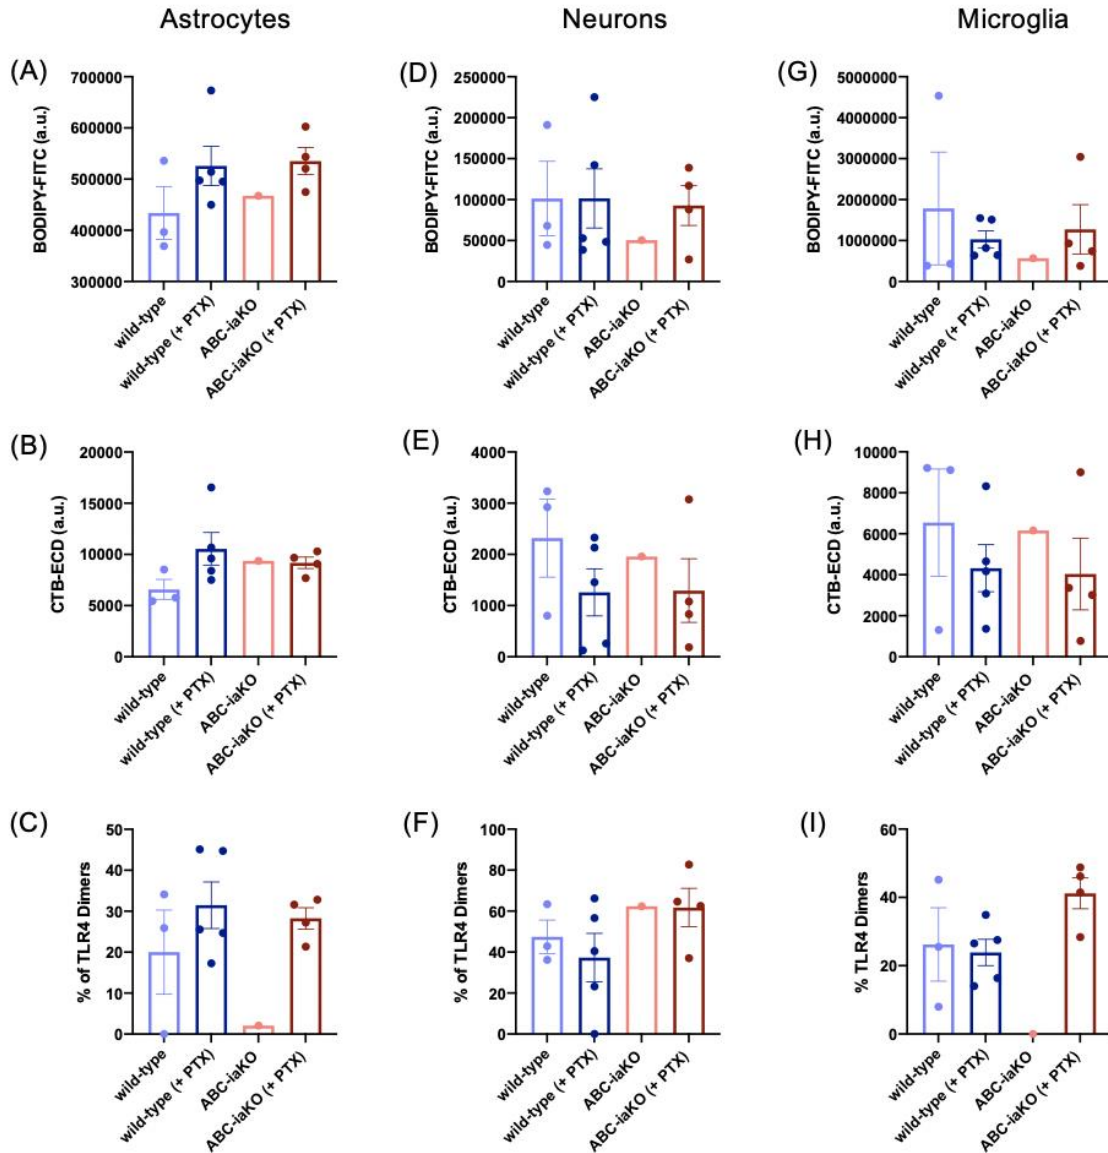 Astrocytes
Neurons
Microglia
(A)
BODIPY-FITC (a.u.)
700000
600000
500000
400000
300000
wild-type
wild-type (+ PTX)
ABC-iaKO
ABC-iaKO (+ PTX)
(D)
BODIPY-FITC (a.u.)
250000
200000
150000
100000
50000
0
wild-type
wild-type (+ PTX)
ABC-iaKO
ABC-iaKO (+ PTX)
(G)
BODIPY-FITC (a.u.)
5000000
4000000
3000000
2000000
1000000
0
wild-type
wild-type (+ PTX)
ABC-iaKO
ABC-iaKO (+ PTX)
(B)
CTB-ECD (a.u.)
20000
15000
10000
5000
0
wild-type
wild-type (+ PTX)
ABC-iaKO
ABC-iaKO (+ PTX)
(E)
CTB-ECD (a.u.)
4000
3000
2000
1000
0
wild-type
wild-type (+ PTX)
ABC-iaKO
ABC-iaKO (+ PTX)
(H)
CTB-ECD (a.u.)
10000
8000
6000
4000
2000
0
wild-type
wild-type (+ PTX)
ABC-iaKO
ABC-iaKO (+ PTX)
(C)
% of TLR4 Dimers
50
40
30
20
10
0
wild-type
wild-type (+ PTX)
ABC-iaKO
ABC-iaKO (+ PTX)
(F)
% of TLR4 Dimers
100
80
60
40
20
0
wild-type
wild-type (+ PTX)
ABC-iaKO
ABC-iaKO (+ PTX)
(I)
% TLR4 Dimers
60
40
20
0
wild-type
wild-type (+ PTX)
ABC-iaKO
ABC-iaKO (+ PTX)